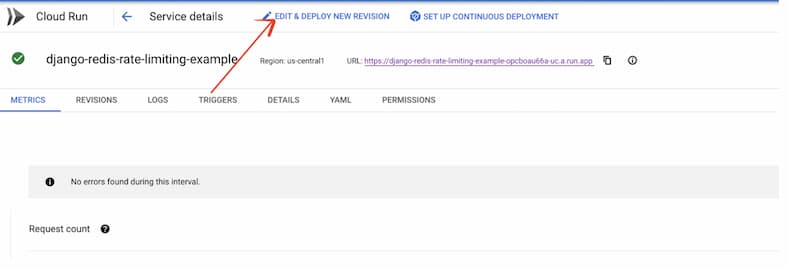 Cloud Run Service details EDIT & DEPLOY NEW REVISION SET UP CONTINUOUS DEPLOYMENT
django-redis-rate-limiting-example Region: us-central1 URL: https://django-redis-rate-limiting-example-opcboau66a-uc.a.run.app
METRICS REVISIONS LOGS TRIGGERS DETAILS YAML PERMISSIONS
No errors found during this interval.
Request count